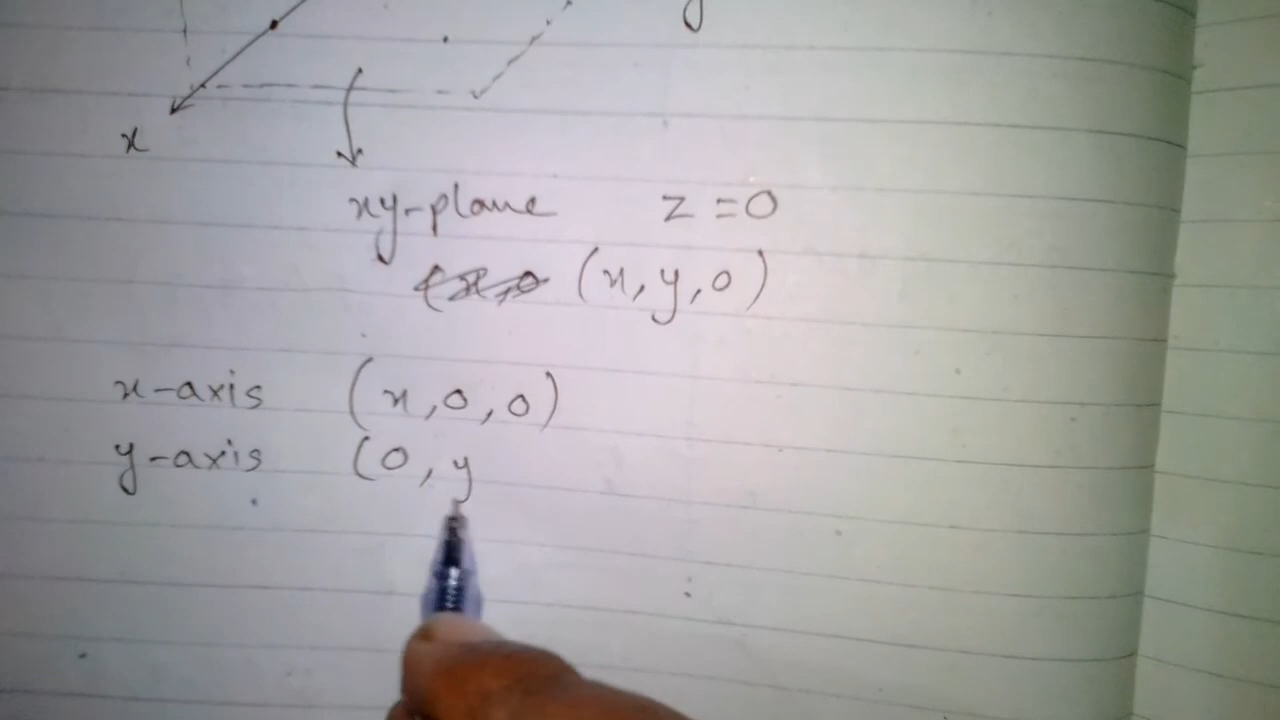 y
x
xy-plane z=0
(x,y,0)
x-axis (x,0,0)
y-axis (0,y